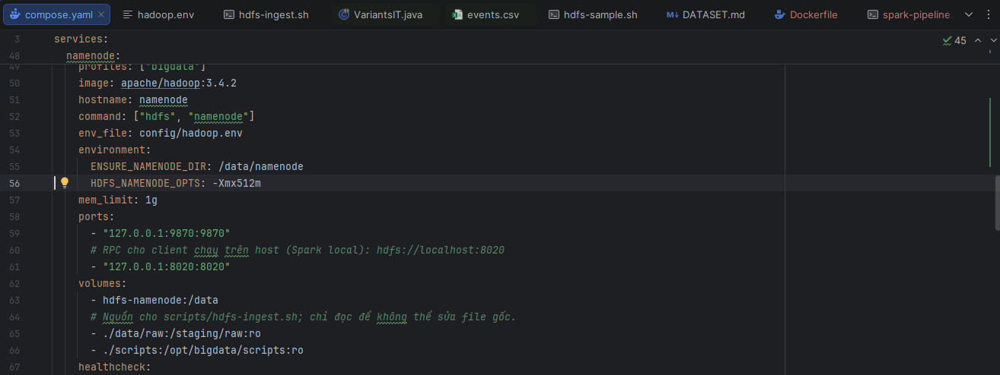 compose.yaml hadoop.env hdfs-ingest.sh VariantsIT.java events.csv hdfs-sample.sh DATASET.md Dockerfile spark-pipeline.
3 services:
48 namenode:
45
49 profiles: ["bigdata"]
50 image: apache/hadoop:3.4.2
51 hostname: namenode
52 command: ["hdfs", "namenode"]
53 env_file: config/hadoop.env
54 environment:
55 ENSURE_NAMENODE_DIR: /data/namenode
56 HDFS_NAMENODE_OPTS: -Xmx512m
57 mem_limit: 1g
58 ports:
59 - "127.0.0.1:9870:9870"
60 # RPC cho client chạy trên host (Spark local): hdfs://localhost:8020
61 - "127.0.0.1:8020:8020"
62 volumes:
63 - hdfs-namenode:/data
64 # Nguồn cho scripts/hdfs-ingest.sh; chỉ đọc để không thể sửa file gốc.
65 - ./data/raw:/staging/raw:ro
66 - ./scripts:/opt/bigdata/scripts:ro
67 healthcheck: